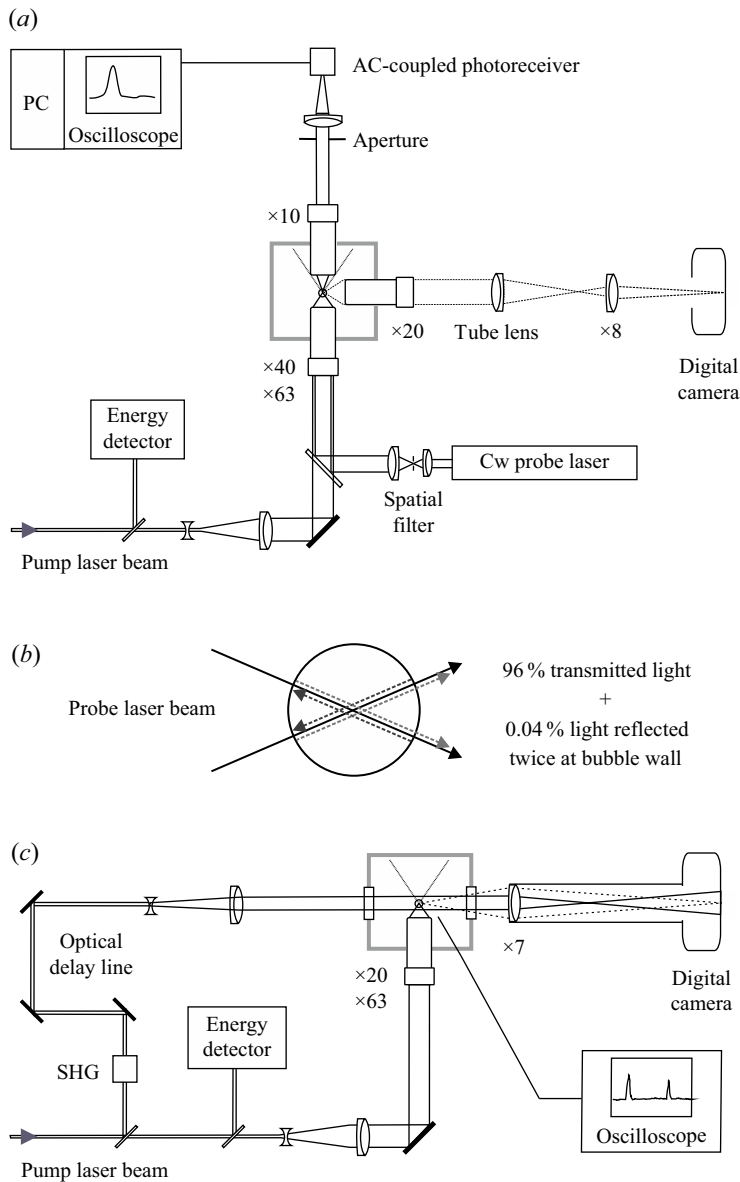 (a)
PC
Oscilloscope
AC-coupled photoreceiver
Aperture
×10
×20
Tube lens
×8
Digital
camera
×40
×63
Energy
detector
Cw probe laser
Spatial
filter
Pump laser beam
(b)
Probe laser beam
96 % transmitted light
+
0.04 % light reflected
twice at bubble wall
(c)
Optical
delay line
×7
Digital
camera
×20
×63
Energy
detector
SHG
Oscilloscope
Pump laser beam